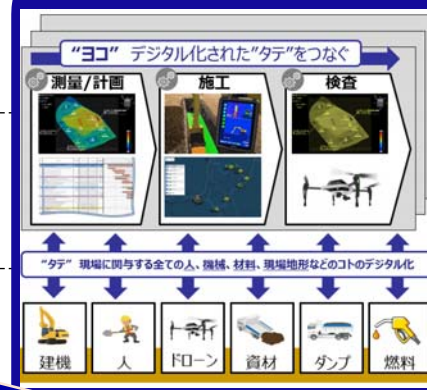 “ヨコ” デジタル化された“タテ”をつなぐ
測量/計画
施工
検査
“タテ” 現場に関与する全ての人、機械、材料、現場地形などのコトのデジタル化
建機
人
ドローン
資材
ダンプ
燃料